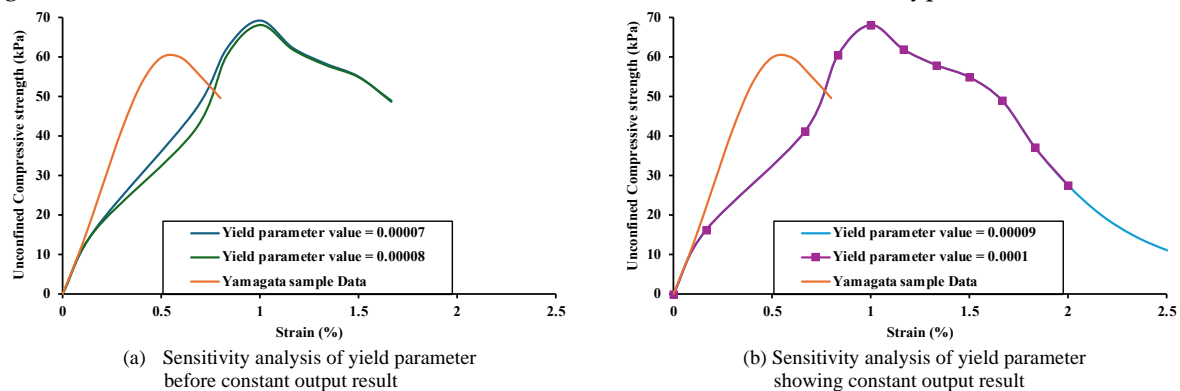 70
60
50
40
30
20
10
0
Unconfined Compressive strength (kPa)
Yield parameter value = 0.00007
Yield parameter value = 0.00008
Yamagata sample Data
0 0.5 1 1.5 2 2.5
Strain (%)
(a) Sensitivity analysis of yield parameter
before constant output result
70
60
50
40
30
20
10
0
Unconfined Compressive strength (kPa)
Yield parameter value = 0.00009
Yield parameter value = 0.0001
Yamagata sample Data
0 0.5 1 1.5 2 2.5
Strain (%)
(b) Sensitivity analysis of yield parameter
showing constant output result